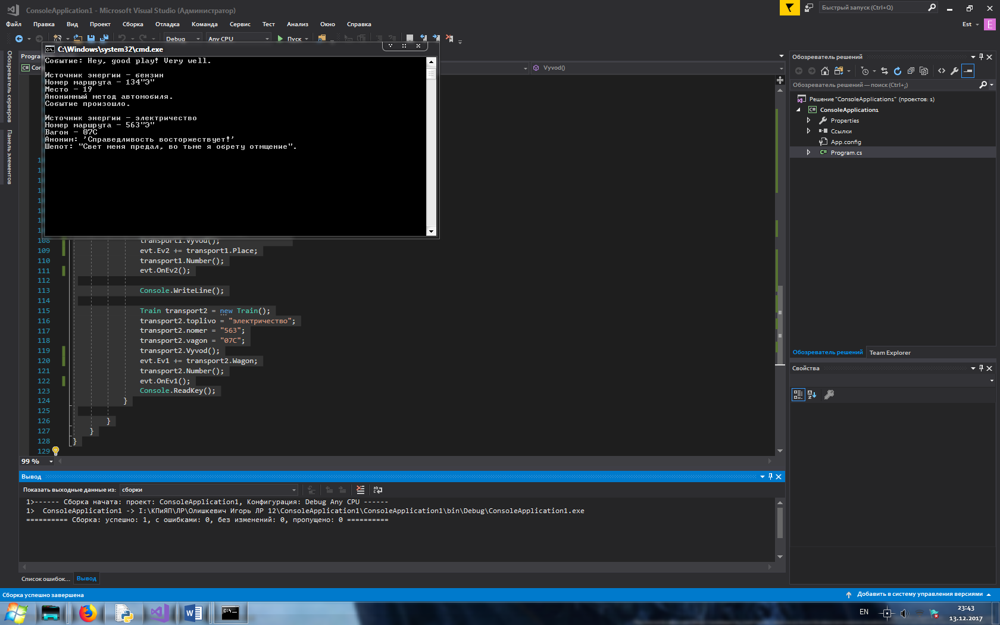 ConsoleApplication1 - Microsoft Visual Studio (Администратор)
Быстрый запуск (Ctrl+Q)
Файл Правка Вид Проект Сборка Отладка Команда Сервис Тест Анализ Окно Справка
Est E
Debug Any CPU Пуск
C:\Windows\system32\cmd.exe
Событие: Hey, good play! Very well.
Источник энергии - бензин
Номер маршрута - 134"Э"
Место - 19
Анонимный метод автомобиля.
Событие произошло.
Источник энергии - электричество
Номер маршрута - 563"Э"
Вагон - 07C
Аноним: 'Справедливость восторжествует!'
Шепот: "Свет меня предал, во тьме я обрету отмщение".
Обозреватель серверов
Панель элементов
Vyvod()
108 transport1.Vyvod();
109 evt.Ev2 += transport1.Place;
110 transport1.Number();
111 evt.OnEv2();
112
113 Console.WriteLine();
114
115 Train transport2 = new Train();
116 transport2.toplivo = "электричество";
117 transport2.nomer = "563";
118 transport2.vagon = "07C";
119 transport2.Vyvod();
120 evt.Ev1 += transport2.Wagon;
121 transport2.Number();
122 evt.OnEv1();
123 Console.ReadKey();
124 }
125
126 }
127 }
128 }
129
99 %
Обозреватель решений
Обозреватель решений — поиск (Ctrl+;)
Решение "ConsoleApplication1" (проектов: 1)
C# ConsoleApplication1
Properties
Ссылки
App.config
C# Program.cs
Обозреватель решений Team Explorer
Свойства
Вывод
Показать выходные данные из: сборки
1>------ Сборка начата: проект: ConsoleApplication1, Конфигурация: Debug Any CPU ------
1> ConsoleApplication1 -> I:\КПиЯП\ЛР\Олишкевич Игорь ЛР 12\ConsoleApplication1\ConsoleApplication1\bin\Debug\ConsoleApplication1.exe
========== Сборка: успешно: 1, с ошибками: 0, без изменений: 0, пропущено: 0 ==========
Список ошибок... Вывод
Сборка успешно завершена
Добавить в систему управления версиями
EN
23:43
13.12.2017